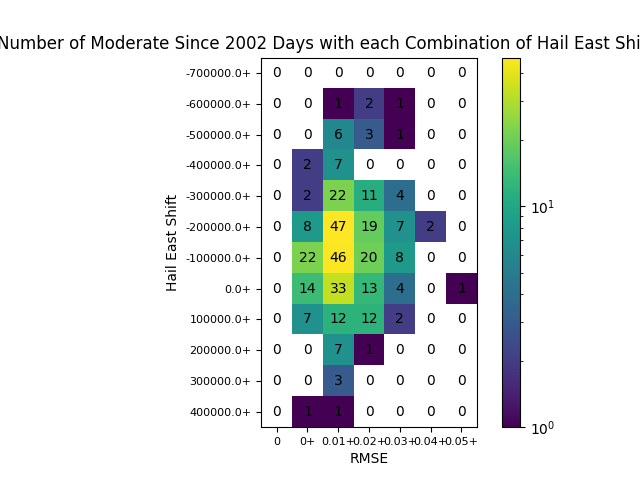 Number of Moderate Since 2002 Days with each Combination of Hail East Shi
Hail East Shift
-700000.0+ 0 0 0 0 0 0 0
-600000.0+ 0 0 1 2 1 0 0
-500000.0+ 0 0 6 3 1 0 0
-400000.0+ 0 2 7 0 0 0 0
-300000.0+ 0 2 22 11 4 0 0
-200000.0+ 0 8 47 19 7 2 0
-100000.0+ 0 22 46 20 8 0 0
0.0+ 0 14 33 13 4 0 1
100000.0+ 0 7 12 12 2 0 0
200000.0+ 0 0 7 1 0 0 0
300000.0+ 0 0 3 0 0 0 0
400000.0+ 0 1 1 0 0 0 0
0 0+ 0.01+ 0.02+ 0.03+ 0.04+ 0.05+
RMSE
10¹
10⁰